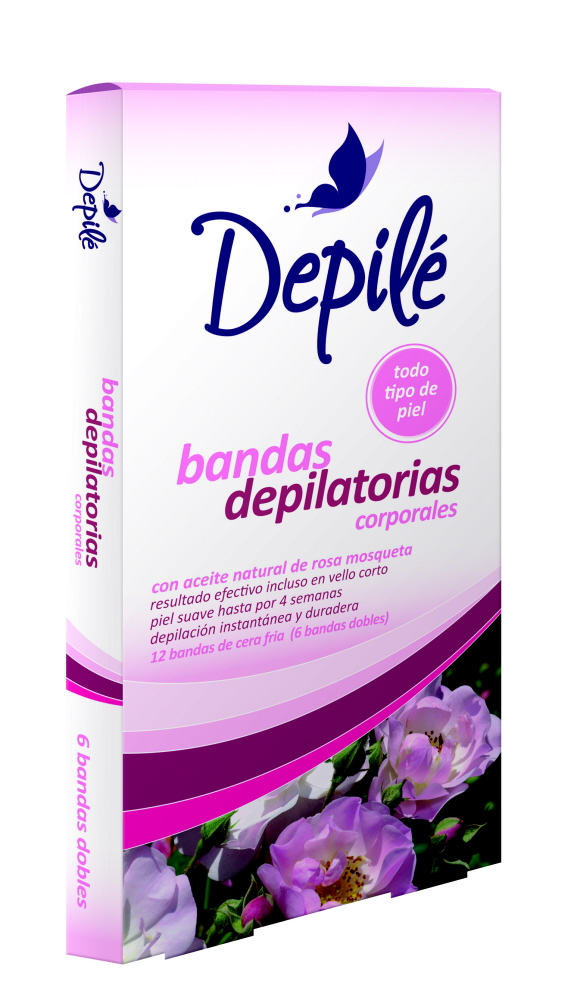 Depilé
todo
tipo de
piel
bandas
depilatorias
corporales
con aceite natural de rosa mosqueta
resultado efectivo incluso en vello corto
piel suave hasta por 4 semanas
depilación instantánea y duradera
12 bandas de cera fria (6 bandas dobles)
Depilé
bandas
depilatorias
corporales
6 bandas dobles